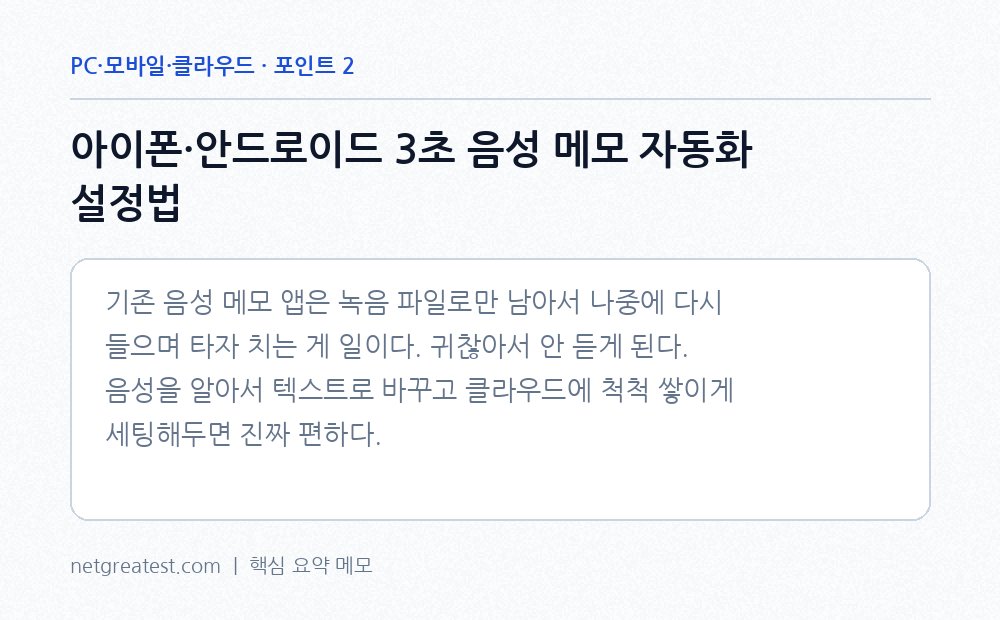 PC·모바일·클라우드 · 포인트 2
아이폰·안드로이드 3초 음성 메모 자동화
설정법
기존 음성 메모 앱은 녹음 파일로만 남아서 나중에 다시
들으며 타자 치는 게 일이다. 귀찮아서 안 듣게 된다.
음성을 알아서 텍스트로 바꾸고 클라우드에 척척 쌓이게
세팅해두면 진짜 편하다.
netgreatest.com | 핵심 요약 메모